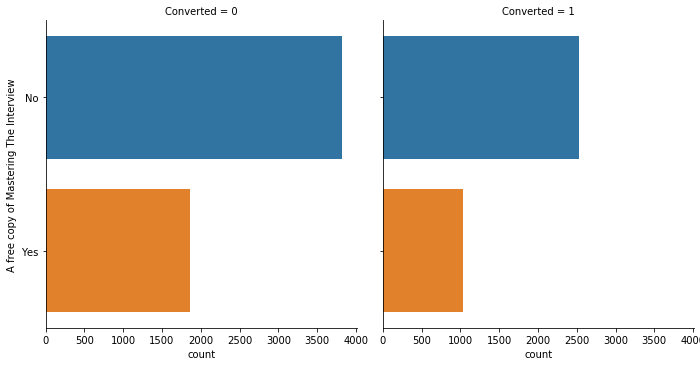 Converted = 0
Converted = 1
A free copy of Mastering The Interview
No
Yes
0 500 1000 1500 2000 2500 3000 3500 4000
0 500 1000 1500 2000 2500 3000 3500 400
count
count